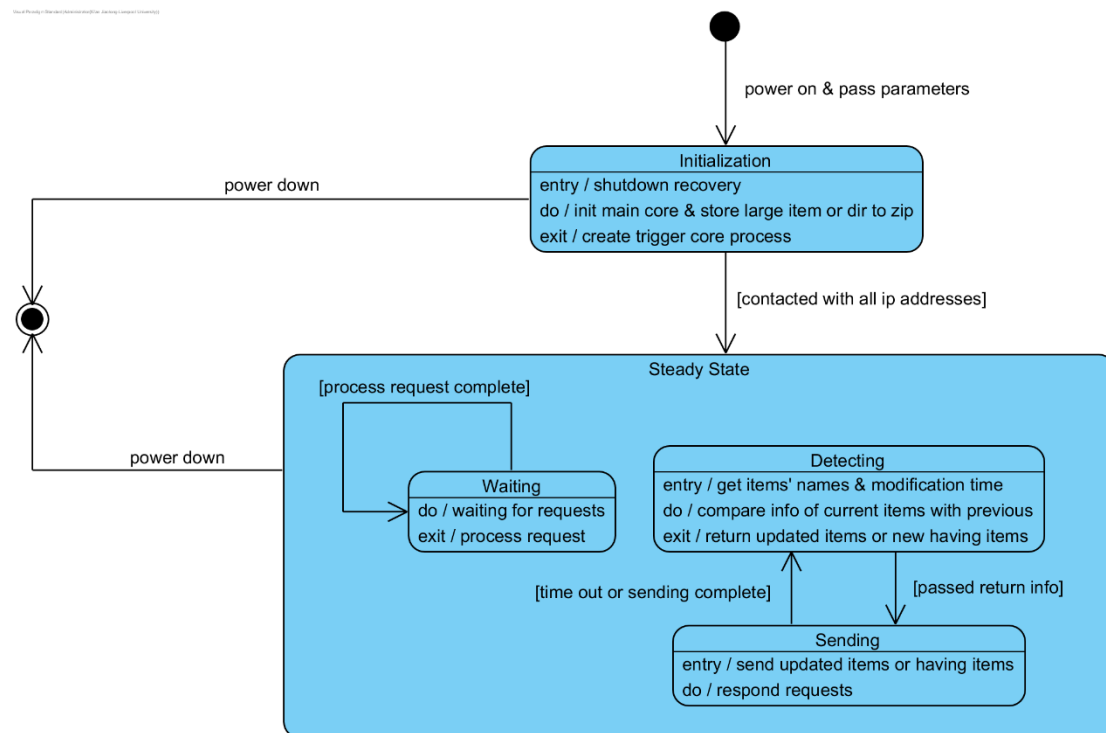 power on & pass parameters
Initialization
entry / shutdown recovery
do / init main core & store large item or dir to zip
exit / create trigger core process
power down
[contacted with all ip addresses]
Steady State
[process request complete]
Waiting
do / waiting for requests
exit / process request
Detecting
entry / get items' names & modification time
do / compare info of current items with previous
exit / return updated items or new having items
power down
[time out or sending complete]
[passed return info]
Sending
entry / send updated items or having items
do / respond requests